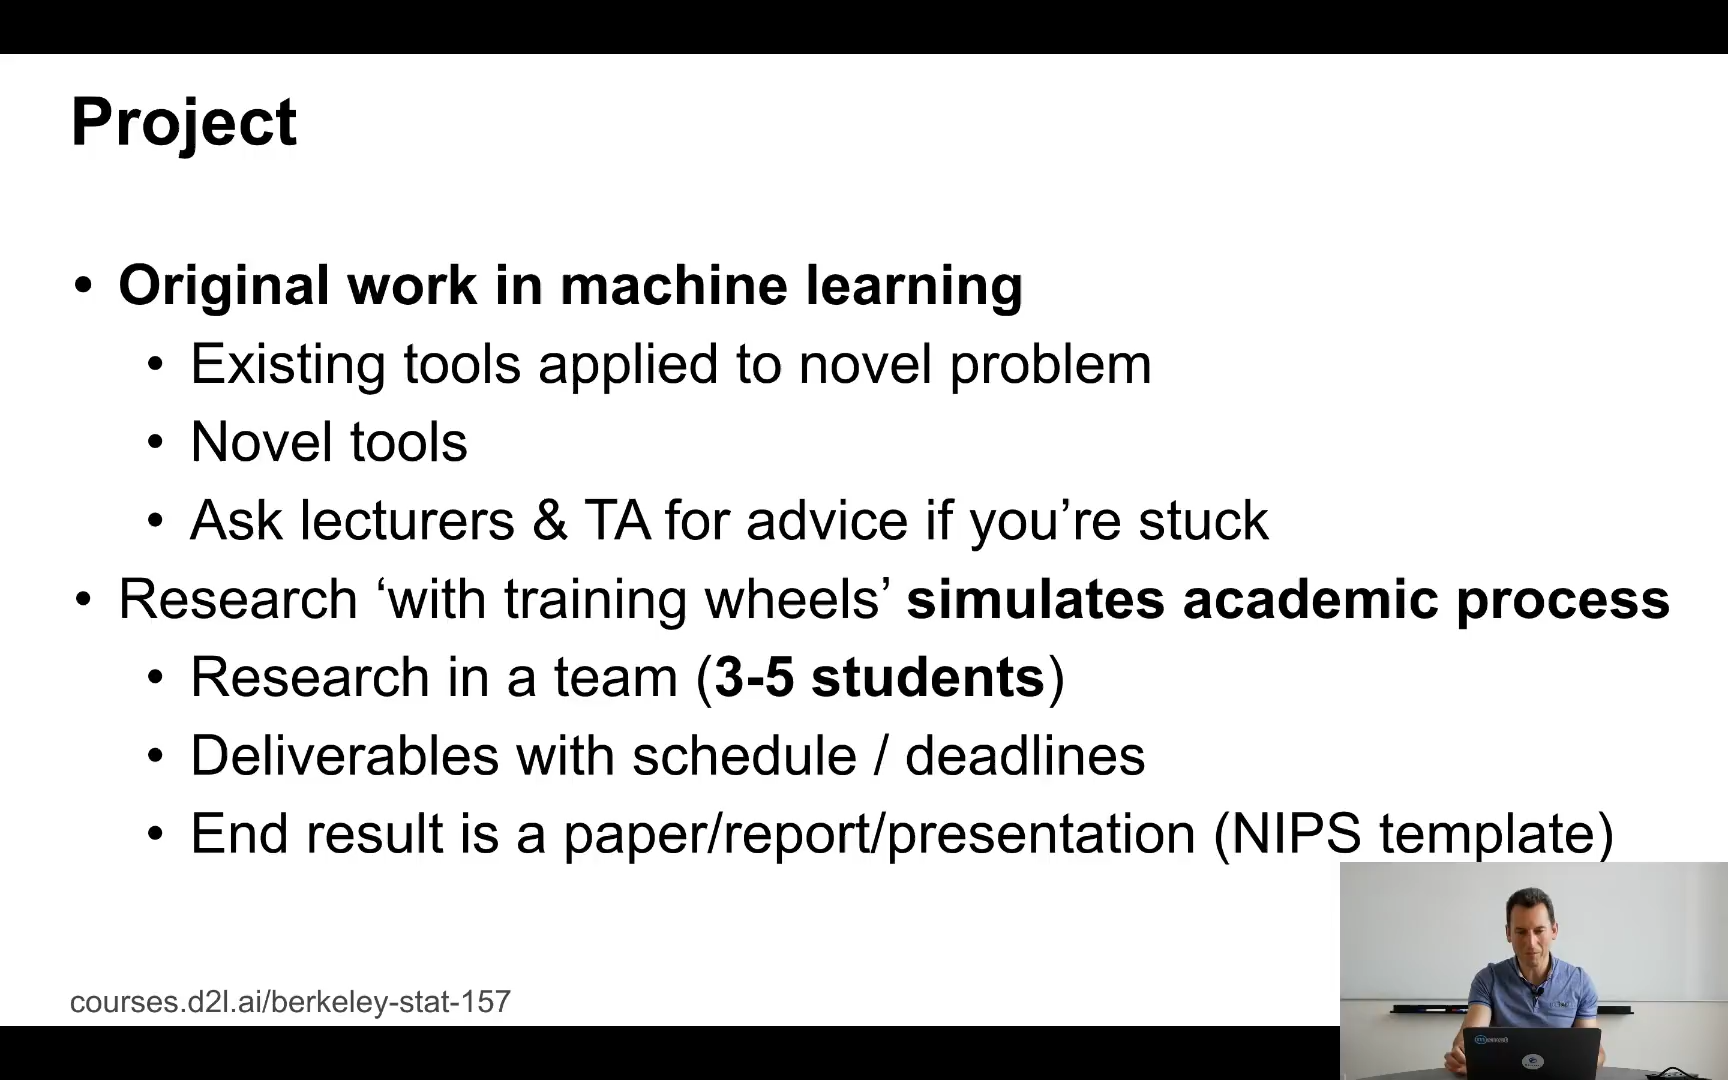 Project
• Original work in machine learning
• Existing tools applied to novel problem
• Novel tools
• Ask lecturers & TA for advice if you’re stuck
• Research ‘with training wheels’ simulates academic process
• Research in a team (3-5 students)
• Deliverables with schedule / deadlines
• End result is a paper/report/presentation (NIPS template)
courses.d2l.ai/berkeley-stat-157